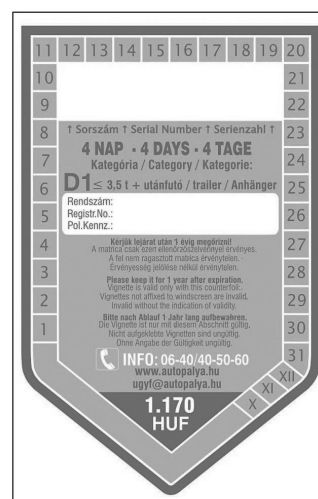 11 12 13 14 15 16 17 18 19 20
10 21
9 22
8 ↑ Sorszám ↑ Serial Number ↑ Serienzahl ↑ 23
4 NAP · 4 DAYS · 4 TAGE
7 Kategória / Category / Kategorie: 24
6 D1 ≤ 3,5 t + utánfutó / trailer / Anhänger 25
Rendszám:
5 Registr.No.: 26
Pol.Kennz.:
4 Kérjük lejárat után 1 évig megőrizni! 27
A matrica csak ezen ellenőrzőszelvénnyel érvényes.
A fel nem ragasztott matrica érvénytelen.
3 Érvényesség jelölése nélkül érvénytelen. 28
Please keep it for 1 year after expiration.
2 Vignette is valid only with this counterfoil. 29
Vignettes not affixed to windscreen are invalid.
Invalid without the indication of validity.
1 Bitte nach Ablauf 1 Jahr lang aufbewahren. 30
Die Vignette ist nur mit diesem Abschnitt gültig.
Nicht aufgeklebte Vignetten sind ungültig.
Ohne Angabe der Gültigkeit ungültig.
INFO: 06-40/40-50-60 31
www.autopalya.hu
ugyf@autopalya.hu
X XI XII
1.170
HUF